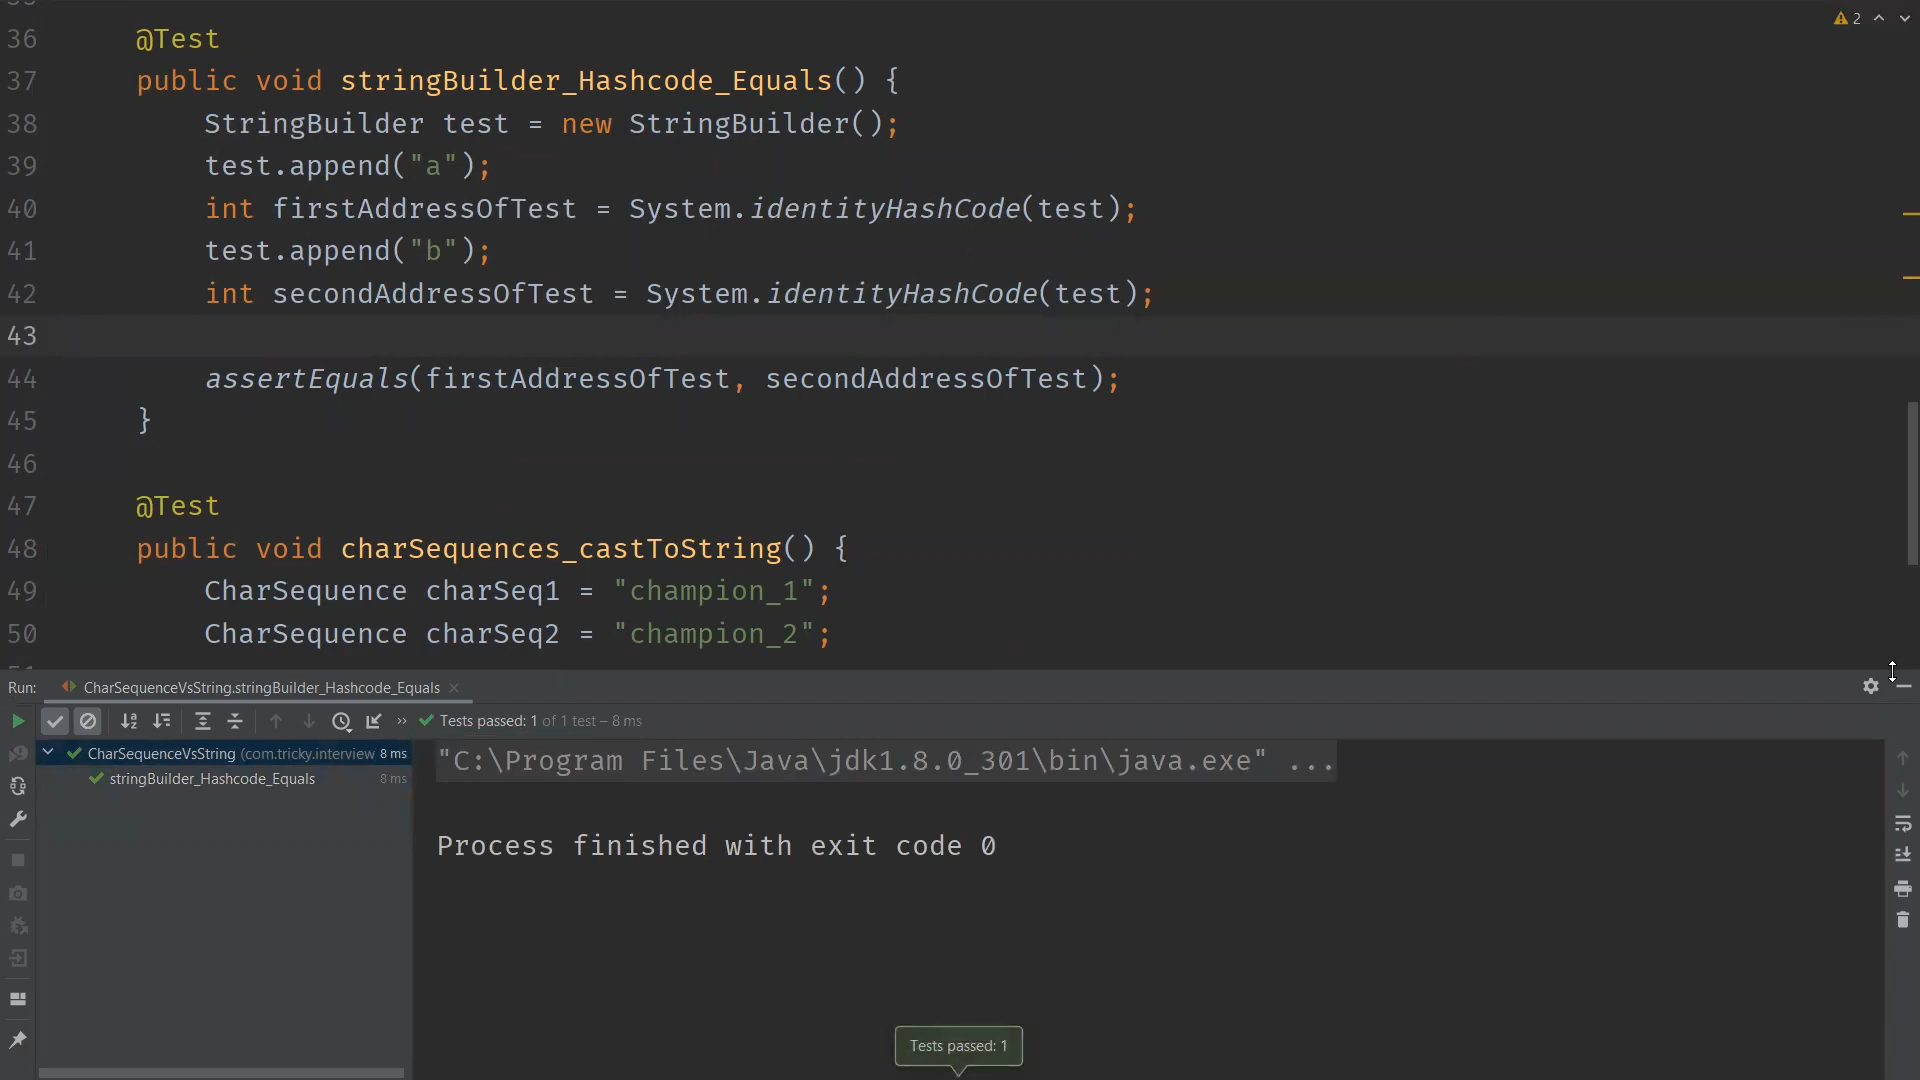 36 @Test
37 public void stringBuilder_Hashcode_Equals() {
38 StringBuilder test = new StringBuilder();
39 test.append("a");
40 int firstAddressOfTest = System.identityHashCode(test);
41 test.append("b");
42 int secondAddressOfTest = System.identityHashCode(test);
43
44 assertEquals(firstAddressOfTest, secondAddressOfTest);
45 }
46
47 @Test
48 public void charSequences_castToString() {
49 CharSequence charSeq1 = "champion_1";
50 CharSequence charSeq2 = "champion_2";
2
Run: CharSequenceVsString.stringBuilder_Hashcode_Equals
Tests passed: 1 of 1 test – 8 ms
CharSequenceVsString (com.tricky.interview 8 ms
stringBuilder_Hashcode_Equals 8 ms
"C:\Program Files\Java\jdk1.8.0_301\bin\java.exe" ...
Process finished with exit code 0
Tests passed: 1